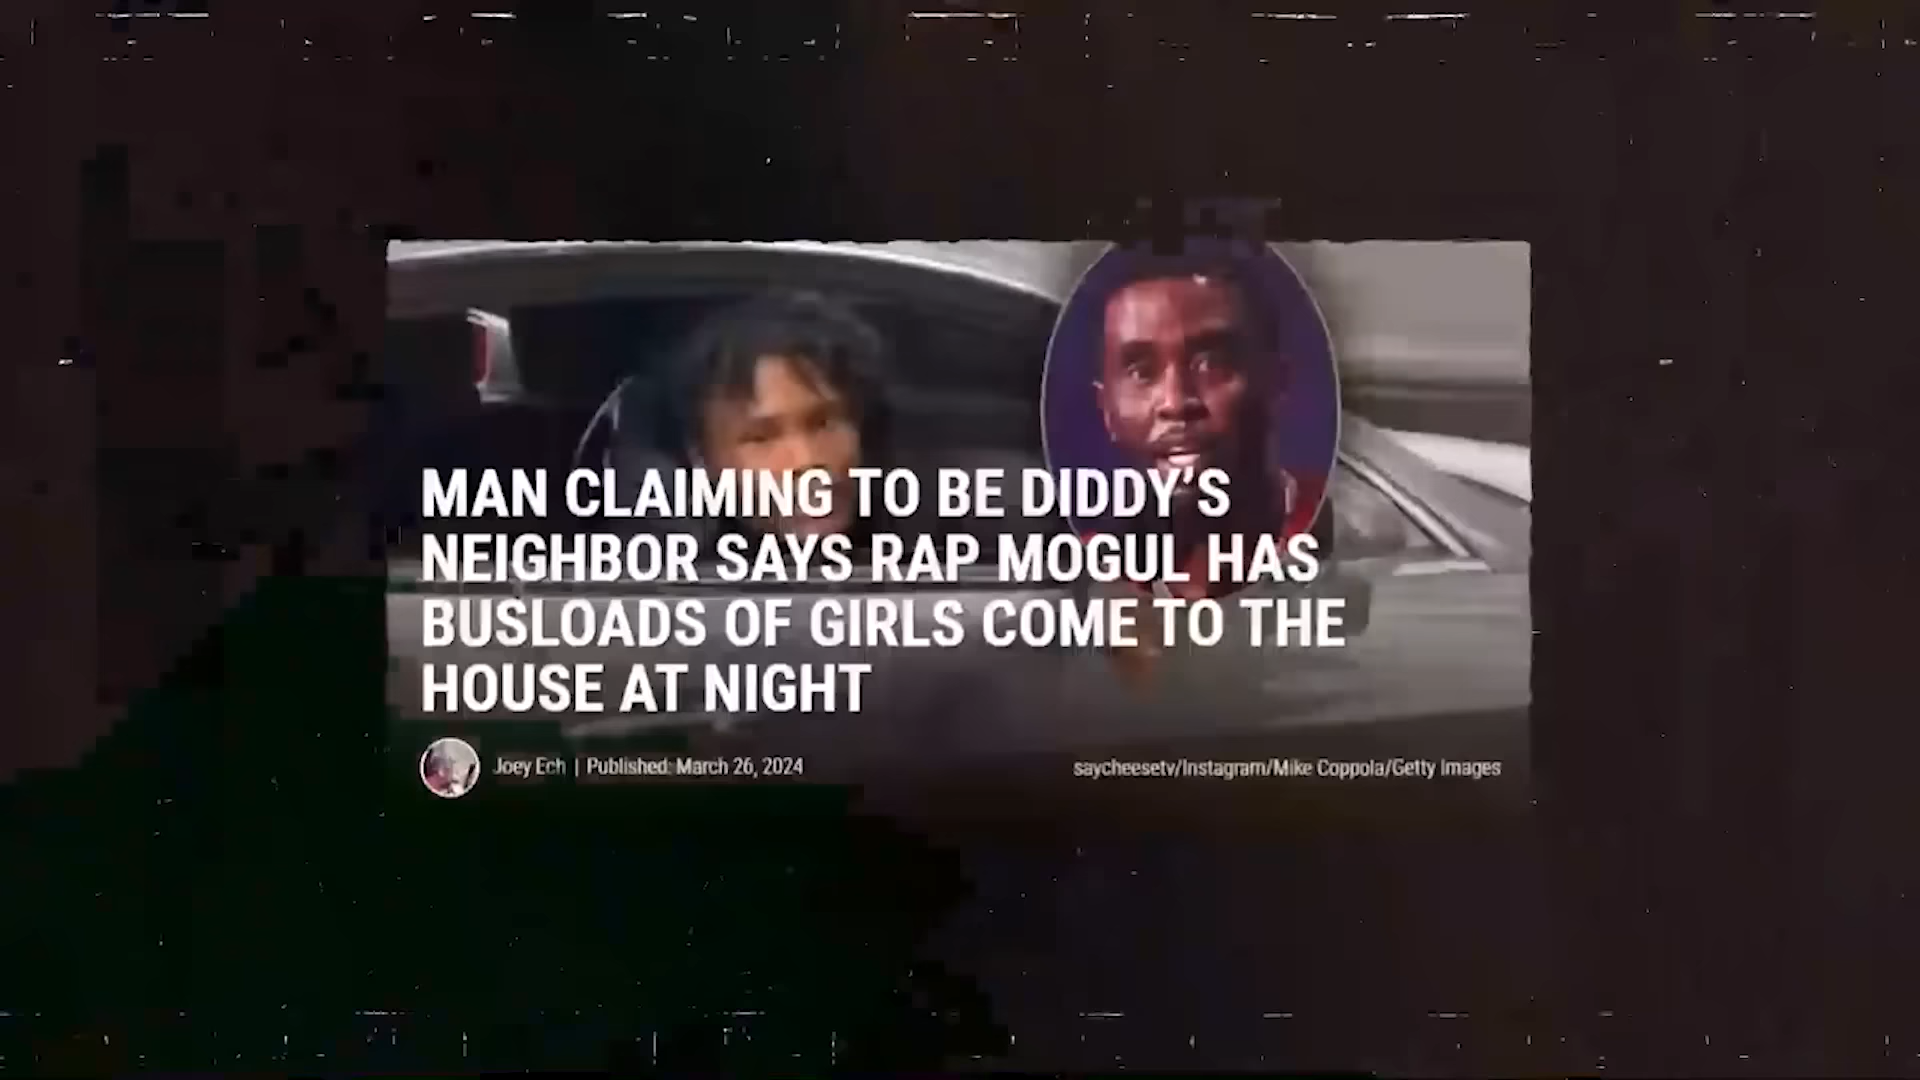 MAN CLAIMING TO BE DIDDY’S
NEIGHBOR SAYS RAP MOGUL HAS
BUSLOADS OF GIRLS COME TO THE
HOUSE AT NIGHT
Joey Ech | Published: March 26, 2024
saycheesetv/Instagram/Mike Coppola/Getty Images